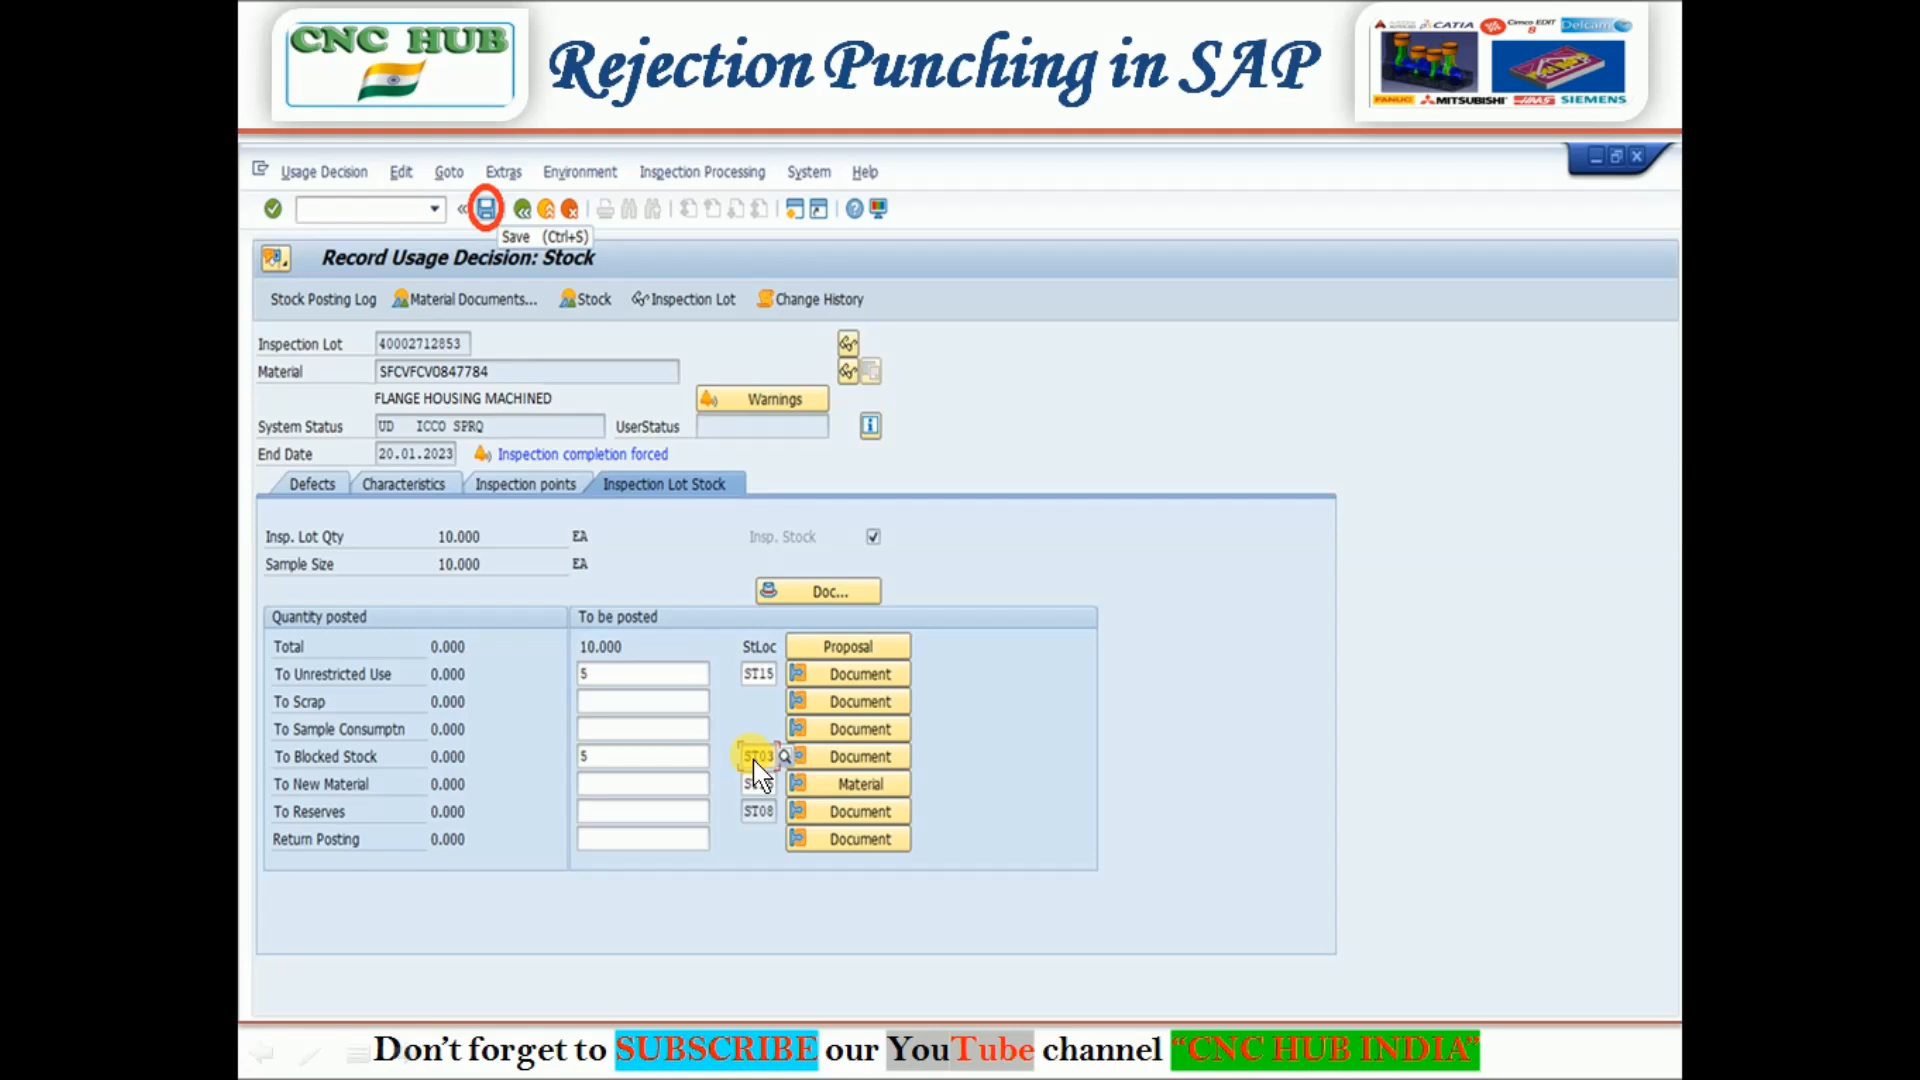 CNC HUB
Rejection Punching in SAP
CATIA Cimco EDIT 8 Delcam
FANUC MITSUBISHI HAAS SIEMENS
Usage Decision Edit Goto Extras Environment Inspection Processing System Help
Save (Ctrl+S)
Record Usage Decision: Stock
Stock Posting Log Material Documents... Stock Inspection Lot Change History
Inspection Lot 40002712853
Material SFCVFCV0847784
FLANGE HOUSING MACHINED Warnings
System Status UD ICCO SPRQ UserStatus
End Date 20.01.2023 Inspection completion forced
Defects Characteristics Inspection points Inspection Lot Stock
Insp. Lot Qty 10.000 EA Insp. Stock
Sample Size 10.000 EA
Doc...
Quantity posted To be posted
Total 0.000 10.000 StLoc Proposal
To Unrestricted Use 0.000 5 ST15 Document
To Scrap 0.000 Document
To Sample Consumptn 0.000 Document
To Blocked Stock 0.000 5 ST03 Document
To New Material 0.000 Material
To Reserves 0.000 ST08 Document
Return Posting 0.000 Document
Don't forget to SUBSCRIBE our YouTube channel “CNC HUB INDIA”